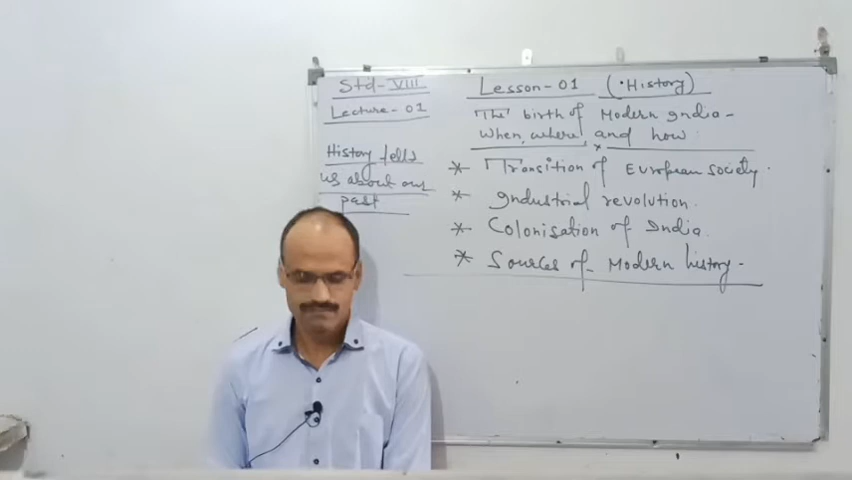 Std-VIII
Lecture-01
History tells
us about our
past
Lesson-01 (•History)
The birth of Modern India-
When, where, and how
* Transition of European society.
* Industrial revolution.
* Colonisation of India.
* Sources of Modern history-